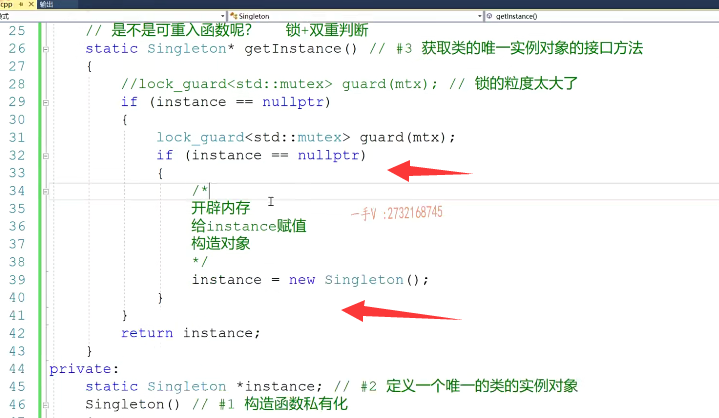 cpp 输出
式 Singleton getInstance()
25 // 是不是可重入函数呢? 锁+双重判断
26 static Singleton* getInstance() // #3 获取类的唯一实例对象的接口方法
27 {
28 //lock_guard<std::mutex> guard(mtx); // 锁的粒度太大了
29 if (instance == nullptr)
30 {
31 lock_guard<std::mutex> guard(mtx);
32 if (instance == nullptr)
33 {
34 /*
35 开辟内存
36 给instance赋值
37 构造对象
38 */
39 instance = new Singleton();
40 }
41 }
42 return instance;
43 }
44 private:
45 static Singleton *instance; // #2 定义一个唯一的类的实例对象
46 Singleton() // #1 构造函数私有化
一手V :2732168745